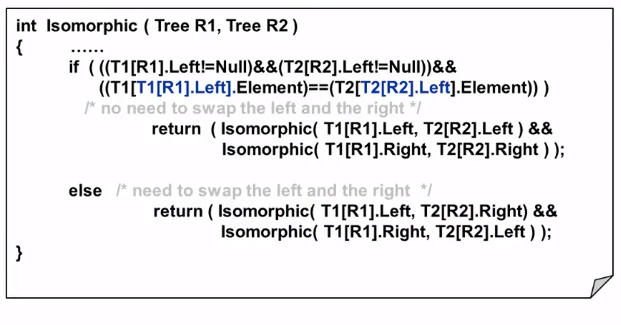 int Isomorphic ( Tree R1, Tree R2 )
{ ……
if ( ((T1[R1].Left!=Null)&&(T2[R2].Left!=Null))&&
((T1[T1[R1].Left].Element)==(T2[T2[R2].Left].Element)) )
/* no need to swap the left and the right */
return ( Isomorphic( T1[R1].Left, T2[R2].Left ) &&
Isomorphic( T1[R1].Right, T2[R2].Right ) );
else /* need to swap the left and the right */
return ( Isomorphic( T1[R1].Left, T2[R2].Right) &&
Isomorphic( T1[R1].Right, T2[R2].Left ) );
}